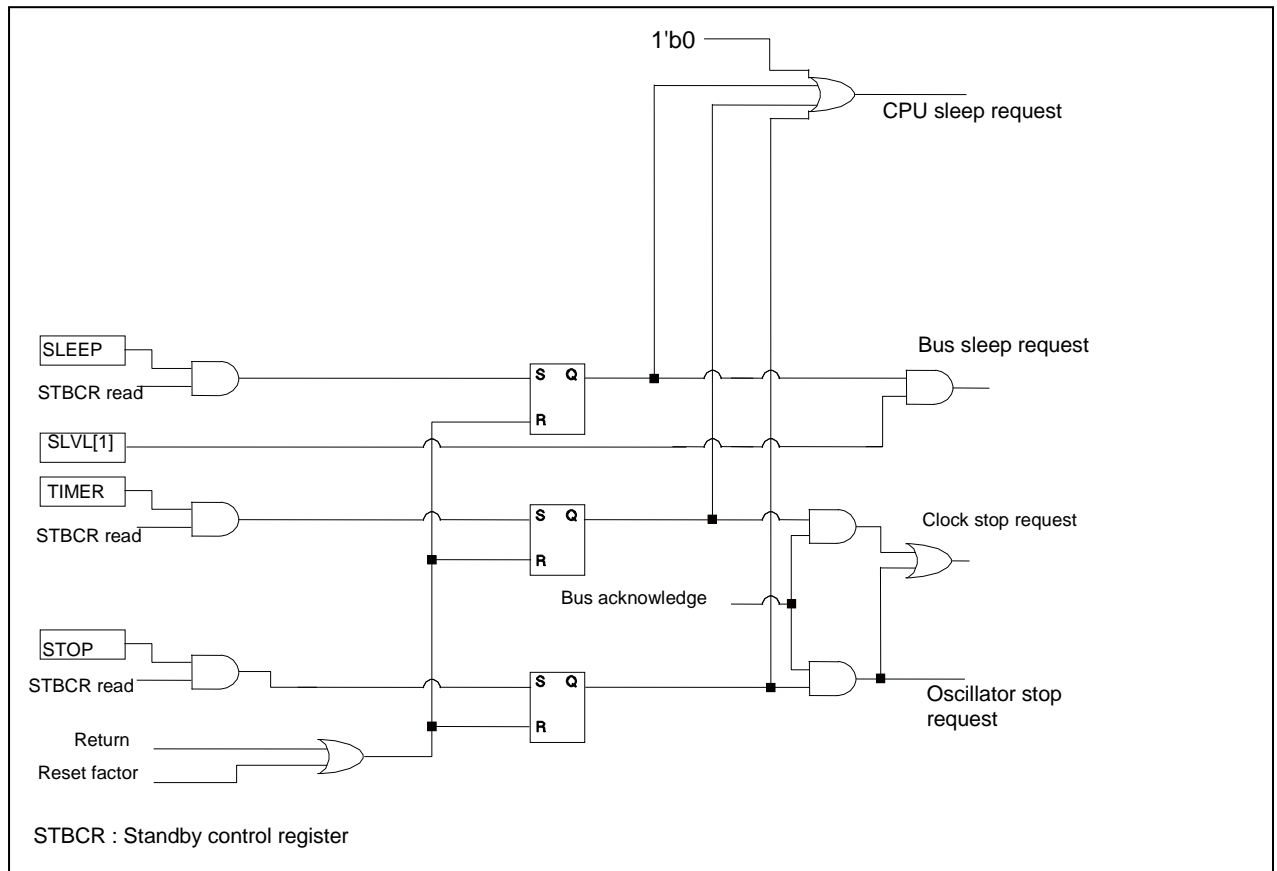 1'b0
CPU sleep request
Bus sleep request
SLEEP
S Q
STBCR read
R
SLVL[1]
TIMER
S Q
Clock stop request
STBCR read
R
Bus acknowledge
STOP
S Q
STBCR read
Oscillator stop
request
R
Return
Reset factor
STBCR : Standby control register